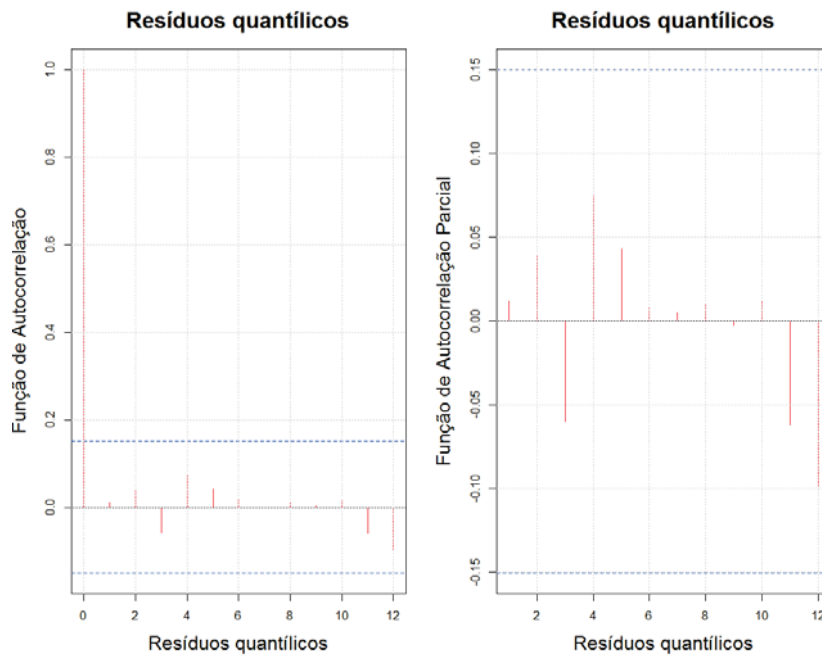 Resíduos quantílicos
Função de Autocorrelação
1.0
0.8
0.6
0.4
0.2
0.0
0 2 4 6 8 10 12
Resíduos quantílicos
Resíduos quantílicos
Função de Autocorrelação Parcial
0.15
0.10
0.05
0.00
-0.05
-0.10
-0.15
2 4 6 8 10 12
Resíduos quantílicos